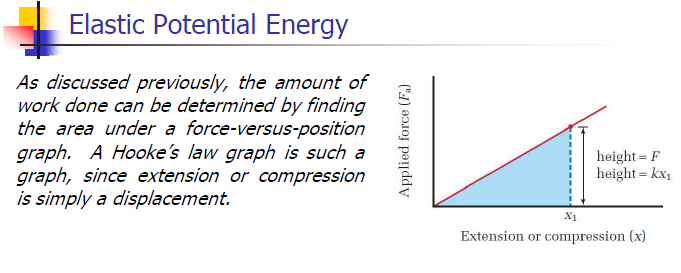 Elastic Potential Energy
As discussed previously, the amount of
work done can be determined by finding
the area under a force-versus-position
graph. A Hooke's law graph is such a
graph, since extension or compression
is simply a displacement.
Applied force (Fₐ)
height = F
height = kx₁
x₁
Extension or compression (x)